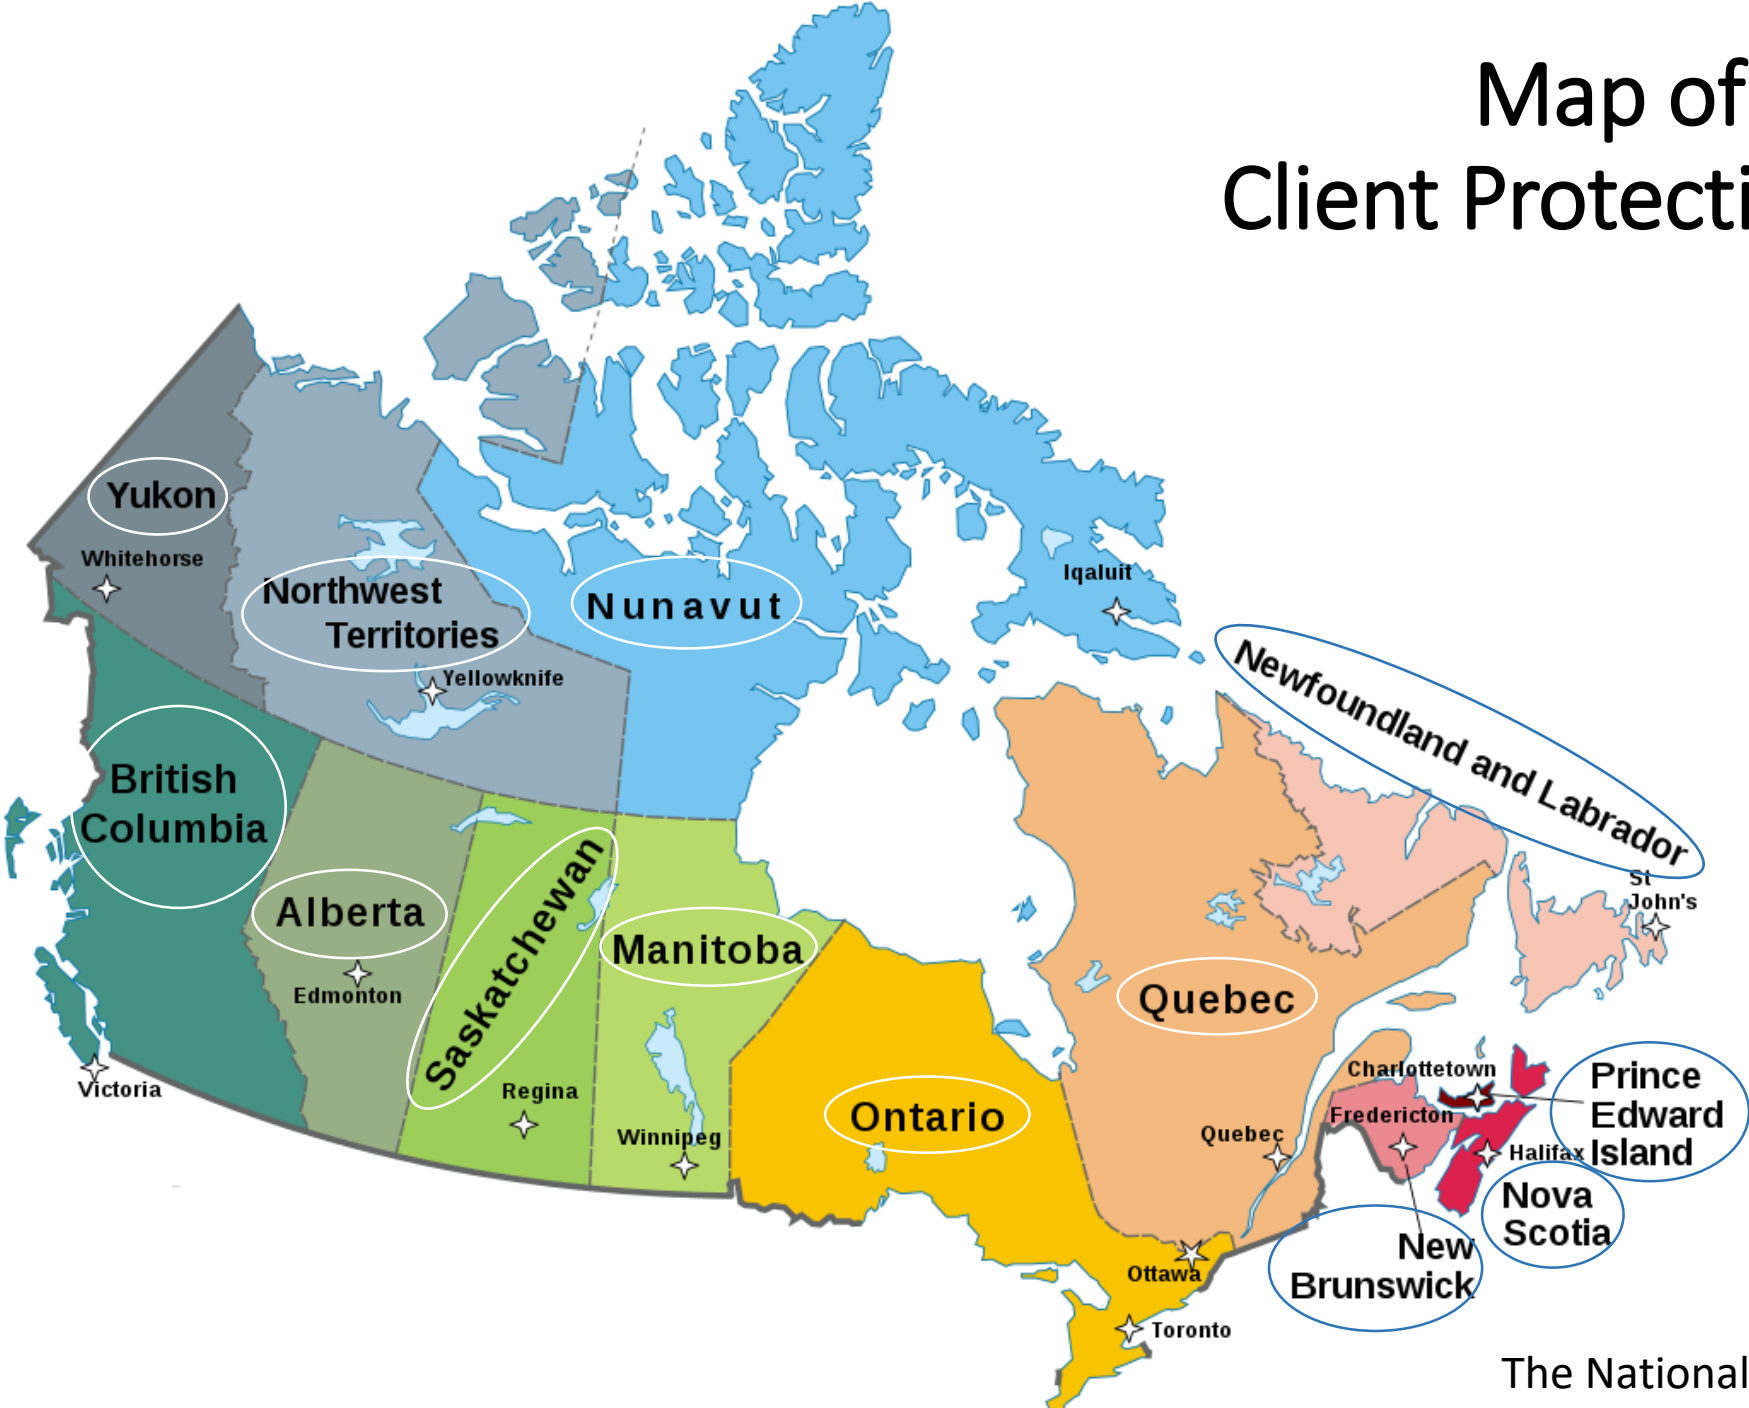 Map of
Client Protecti
Yukon
Whitehorse
Northwest
Territories
Yellowknife
Nunavut
Iqaluit
Newfoundland and Labrador
British
Columbia
Alberta
Edmonton
Saskatchewan
Regina
Manitoba
Winnipeg
Victoria
Ontario
Quebec
Quebec
St
John's
Charlottetown
Fredericton
Halifax
Prince
Edward
Island
Nova
Scotia
New
Brunswick
Ottawa
Toronto
The National